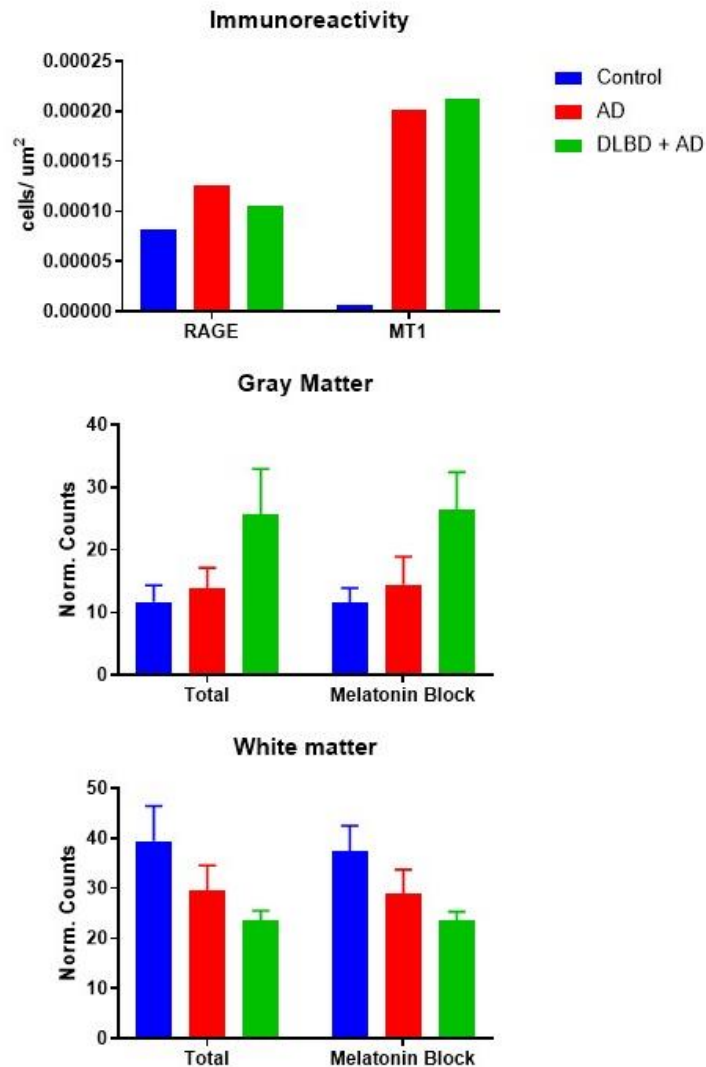 Immunoreactivity
cells/ um²
0.00025
0.00020
0.00015
0.00010
0.00005
0.00000
RAGE MT1
Control
AD
DLBD + AD
Gray Matter
Norm. Counts
40
30
20
10
0
Total Melatonin Block
White matter
Norm. Counts
50
40
30
20
10
0
Total Melatonin Block